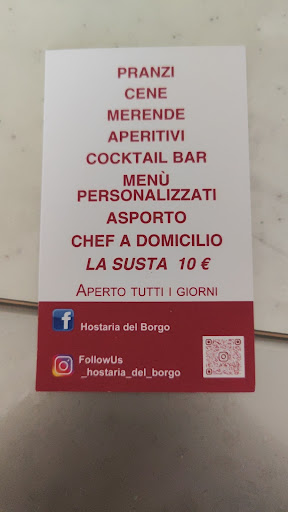 PRANZI
CENE
MERENDE
APERITIVI
COCKTAIL BAR
MENÙ
PERSONALIZZATI
ASPORTO
CHEF A DOMICILIO
LA SUSTA 10 €
APERTO TUTTI I GIORNI
Hostaria del Borgo
FollowUs
_hostaria_del_borgo